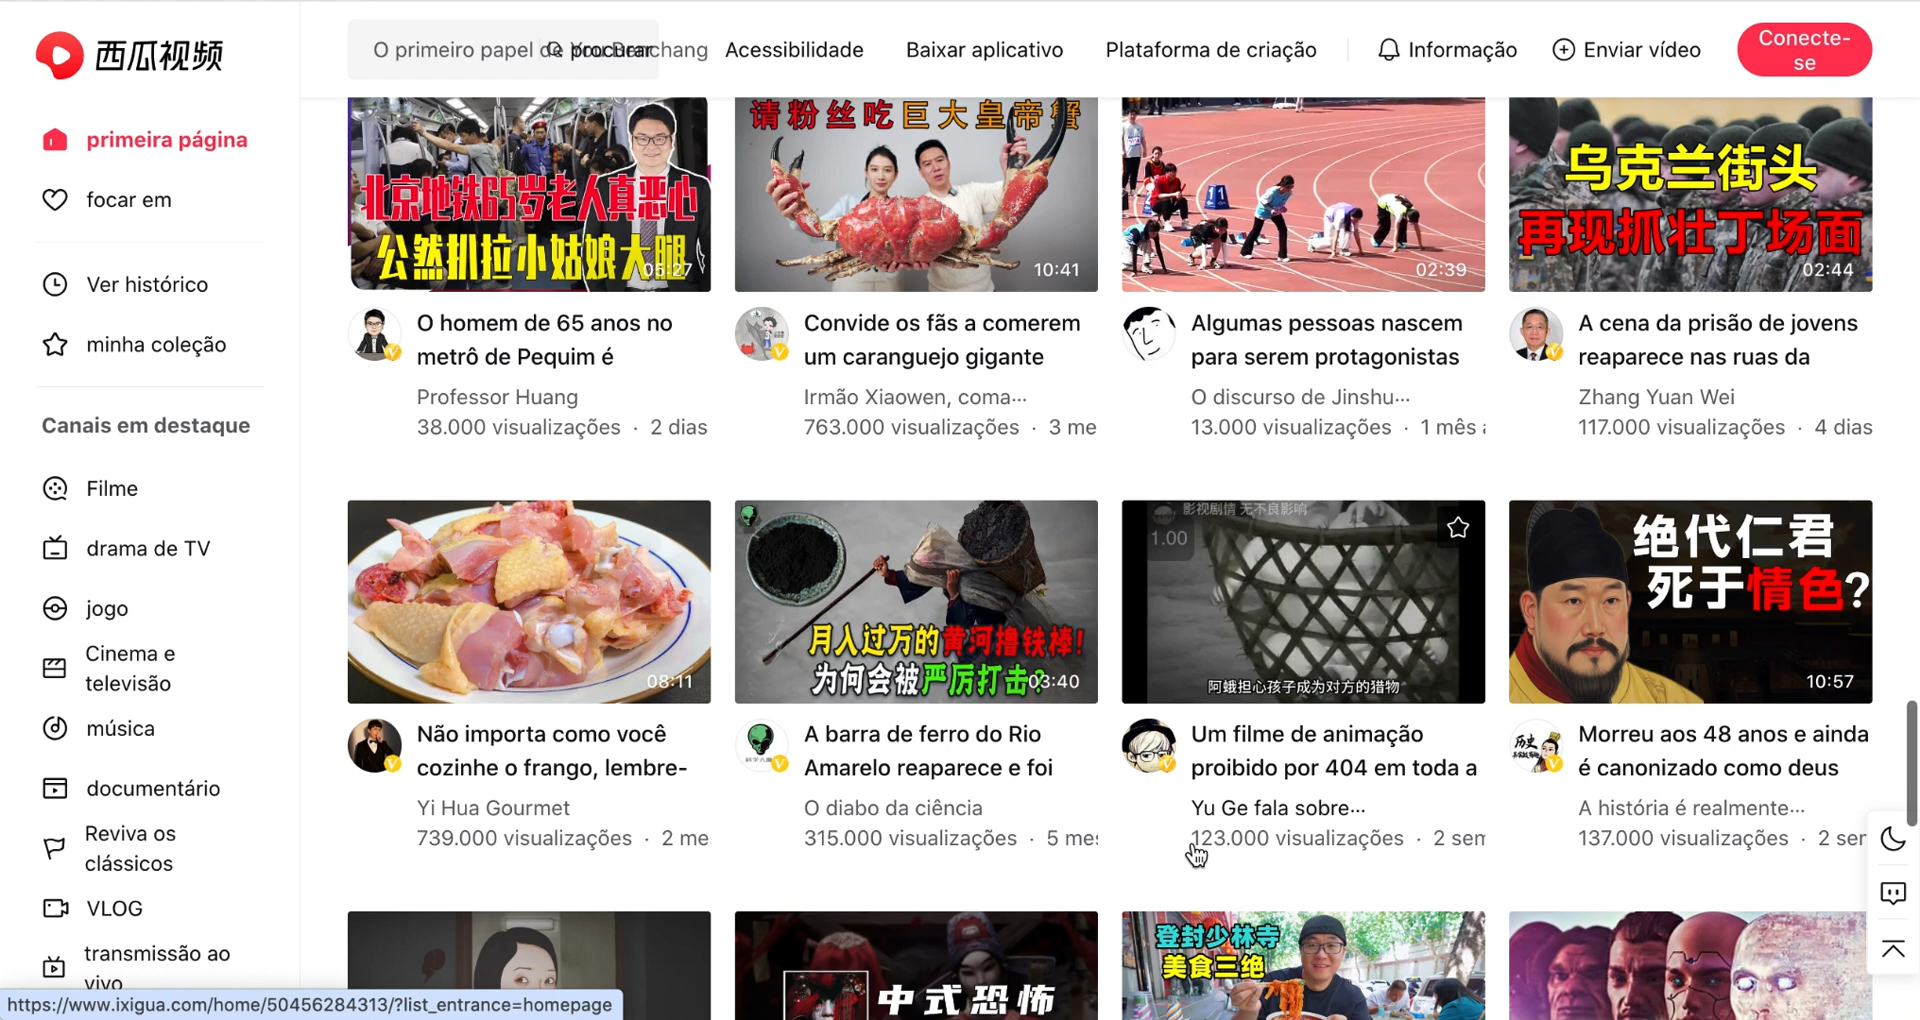 西瓜视频
procurar
Acessibilidade
Baixar aplicativo
Plataforma de criação
Informação
Enviar vídeo
Conecte-
se
primeira página
focar em
Ver histórico
minha coleção
Canais em destaque
Filme
drama de TV
jogo
Cinema e
televisão
música
documentário
Reviva os
clássicos
VLOG
transmissão ao
vivo
北京地铁65岁老人真恶心
公然扒拉小姑娘大腿
05:27
O homem de 65 anos no
metrô de Pequim é
Professor Huang
38.000 visualizações · 2 dias
请粉丝吃巨大皇帝蟹
10:41
Convide os fãs a comerem
um caranguejo gigante
Irmão Xiaowen, coma···
763.000 visualizações · 3 me
1
02:39
Algumas pessoas nascem
para serem protagonistas
O discurso de Jinshu···
13.000 visualizações · 1 mês
乌克兰街头
再现抓壮丁场面
02:44
A cena da prisão de jovens
reaparece nas ruas da
Zhang Yuan Wei
117.000 visualizações · 4 dias
08:11
Não importa como você
cozinhe o frango, lembre-
Yi Hua Gourmet
739.000 visualizações · 2 me
月入过万的黄河撸铁棒!
为何会被严厉打击?
03:40
A barra de ferro do Rio
Amarelo reaparece e foi
O diabo da ciência
315.000 visualizações · 5 mes
影视剧情 无不良影响
1.00
阿蛾担心孩子成为对方的猎物
Um filme de animação
proibido por 404 em toda a
Yu Ge fala sobre···
123.000 visualizações · 2 sem
绝代仁君
死于情色?
10:57
历史
Morreu aos 48 anos e ainda
é canonizado como deus
A história é realmente···
137.000 visualizações · 2 ser
中式恐怖
登封少林寺
美食三绝
https://www.ixigua.com/home/50456284313/?list_entrance=homepage